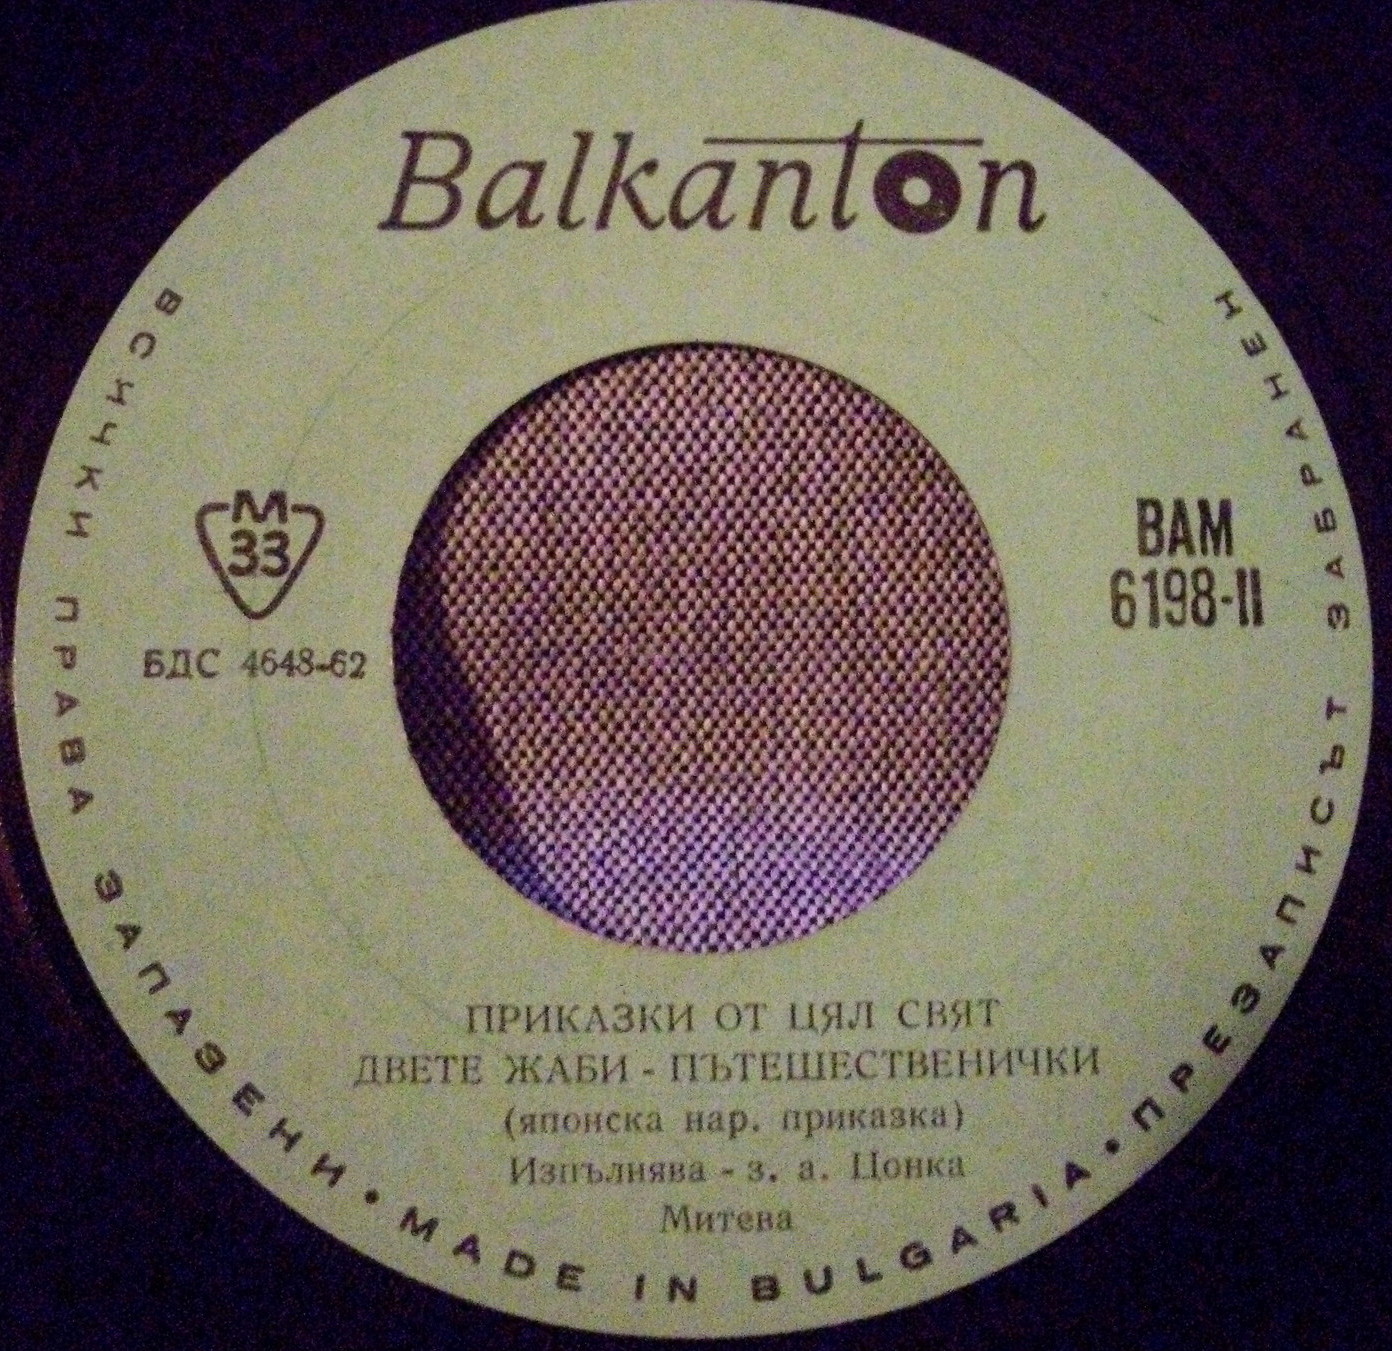 Balkanton
ВСИЧКИ ПРАВА ЗАПАЗЕНИ • MADE IN BULGARIA • ПРЕЗАПИСЪТ ЗАБРАНЕН
М
33
БДС 4648-62
ВАМ
6198-II
ПРИКАЗКИ ОТ ЦЯЛ СВЯТ
ДВЕТЕ ЖАБИ - ПЪТЕШЕСТВЕНИЧКИ
(японска нар. приказка)
Изпълнява - з. а. Цонка
Митева